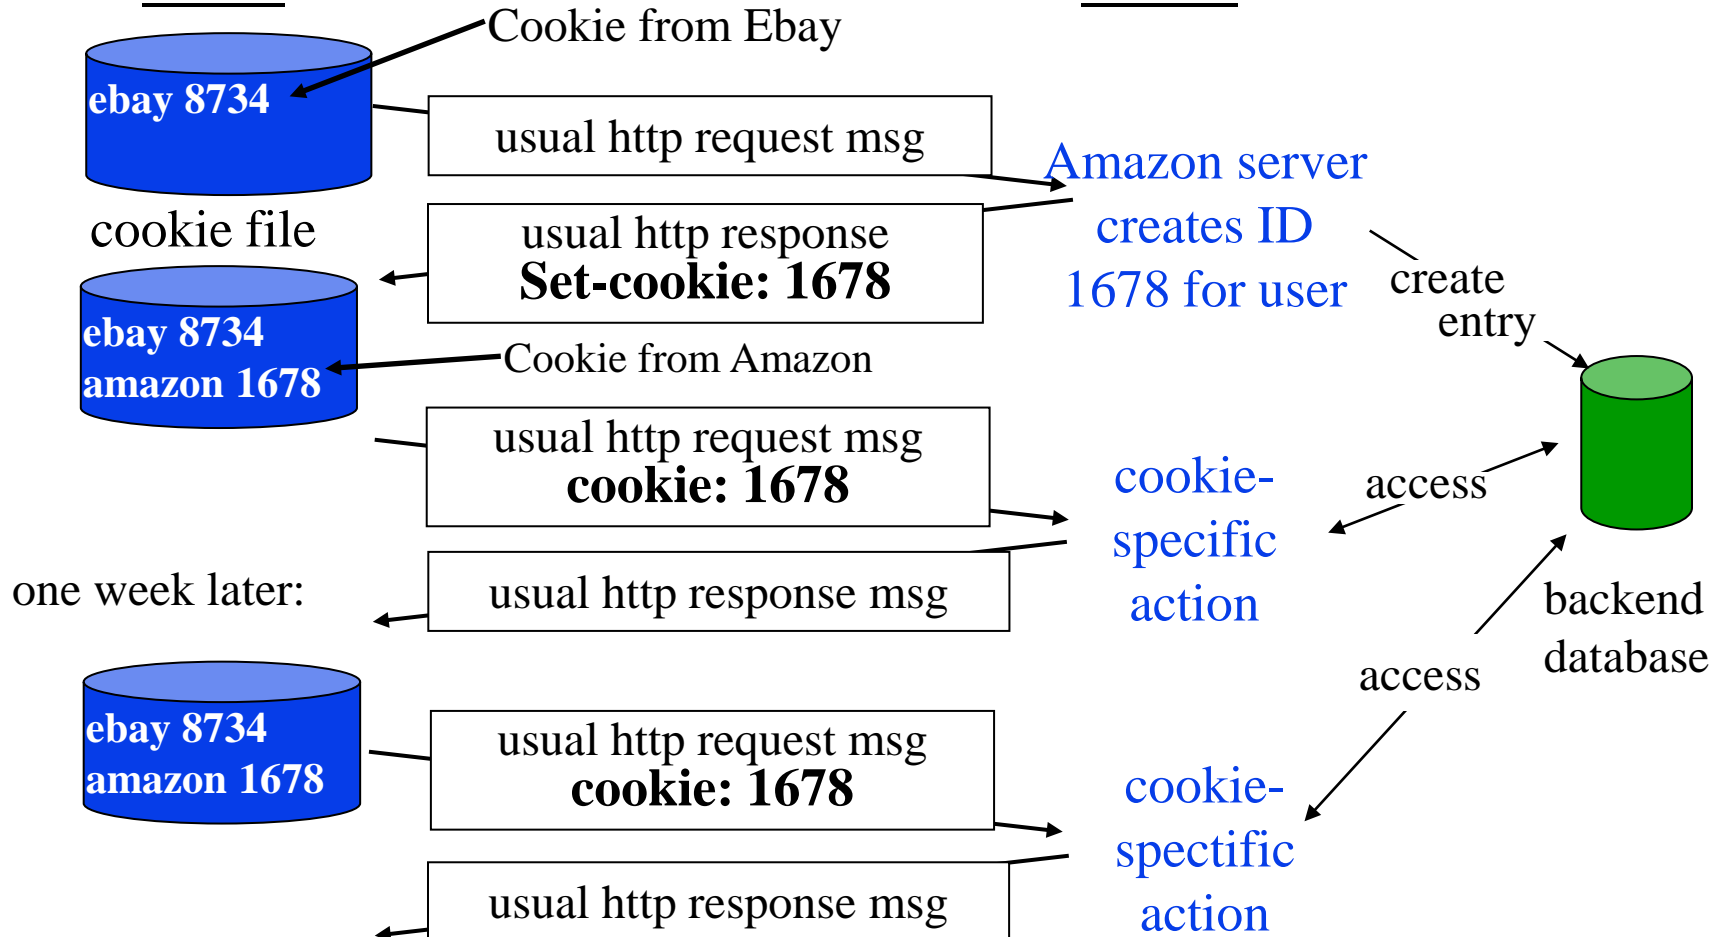 Cookie from Ebay
ebay 8734
usual http request msg
Amazon server
creates ID
1678 for user
cookie file
usual http response
Set-cookie: 1678
create
entry
ebay 8734
amazon 1678
Cookie from Amazon
usual http request msg
cookie: 1678
cookie-
specific
action
access
one week later:
usual http response msg
backend
database
access
ebay 8734
amazon 1678
usual http request msg
cookie: 1678
cookie-
spectific
action
usual http response msg